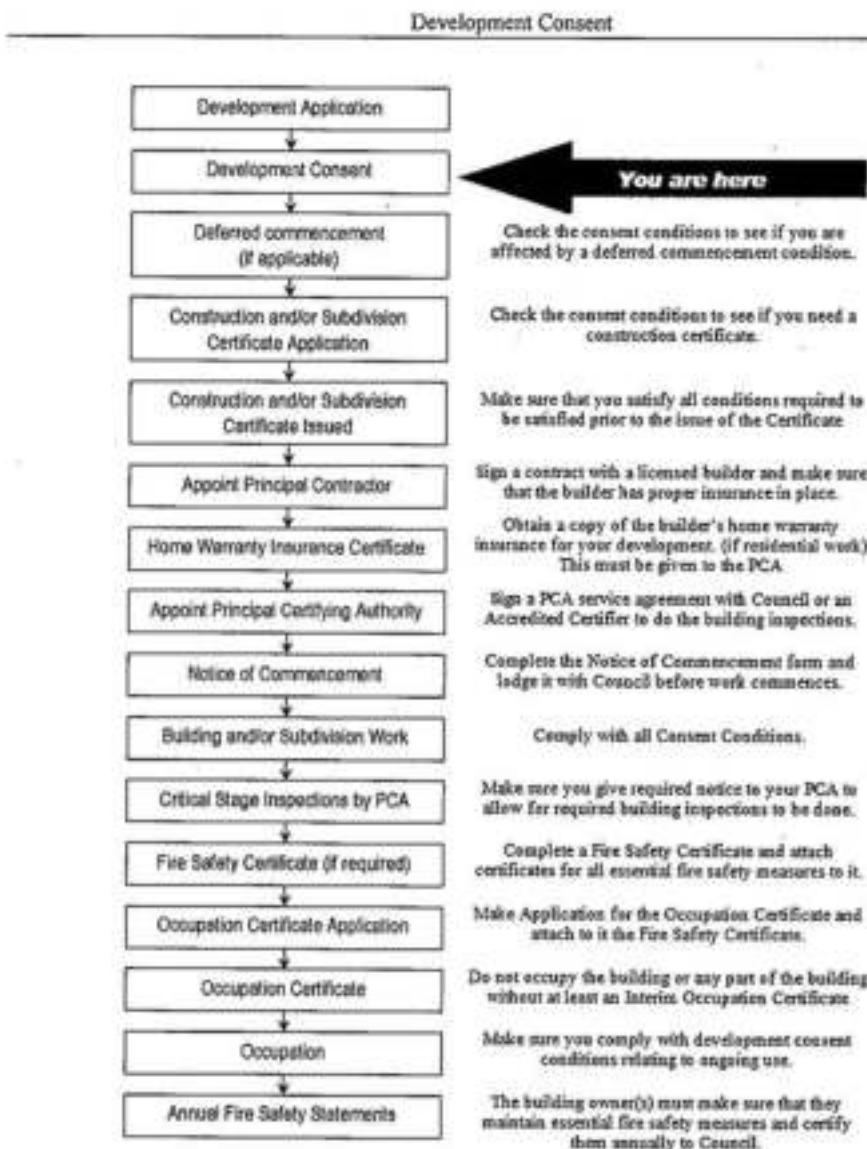 Development Consent
Development Application
Development Consent
You are here
Deferred commencement
(if applicable)
Check the consent conditions to see if you are
affected by a deferred commencement condition.
Construction and/or Subdivision
Certificate Application
Check the consent conditions to see if you need a
construction certificate.
Construction and/or Subdivision
Certificate Issued
Make sure that you satisfy all conditions required to
be satisfied prior to the issue of the Certificate
Appoint Principal Contractor
Sign a contract with a licensed builder and make sure
that the builder has proper insurance in place.
Home Warranty Insurance Certificate
Obtain a copy of the builder's home warranty
insurance for your development. (if residential work)
This must be given to the PCA
Appoint Principal Certifying Authority
Sign a PCA service agreement with Council or an
Accredited Certifier to do the building inspections.
Notice of Commencement
Complete the Notice of Commencement form and
lodge it with Council before work commences.
Building and/or Subdivision Work
Comply with all Consent Conditions.
Critical Stage Inspections by PCA
Make sure you give required notice to your PCA to
allow for required building inspections to be done.
Fire Safety Certificate (if required)
Complete a Fire Safety Certificate and attach
certificates for all essential fire safety measures to it.
Occupation Certificate Application
Make Application for the Occupation Certificate and
attach to it the Fire Safety Certificate.
Occupation Certificate
Do not occupy the building or any part of the building
without at least an Interim Occupation Certificate
Occupation
Make sure you comply with development consent
conditions relating to ongoing use.
Annual Fire Safety Statements
The building owner(s) must make sure that they
maintain essential fire safety measures and certify
them annually to Council.